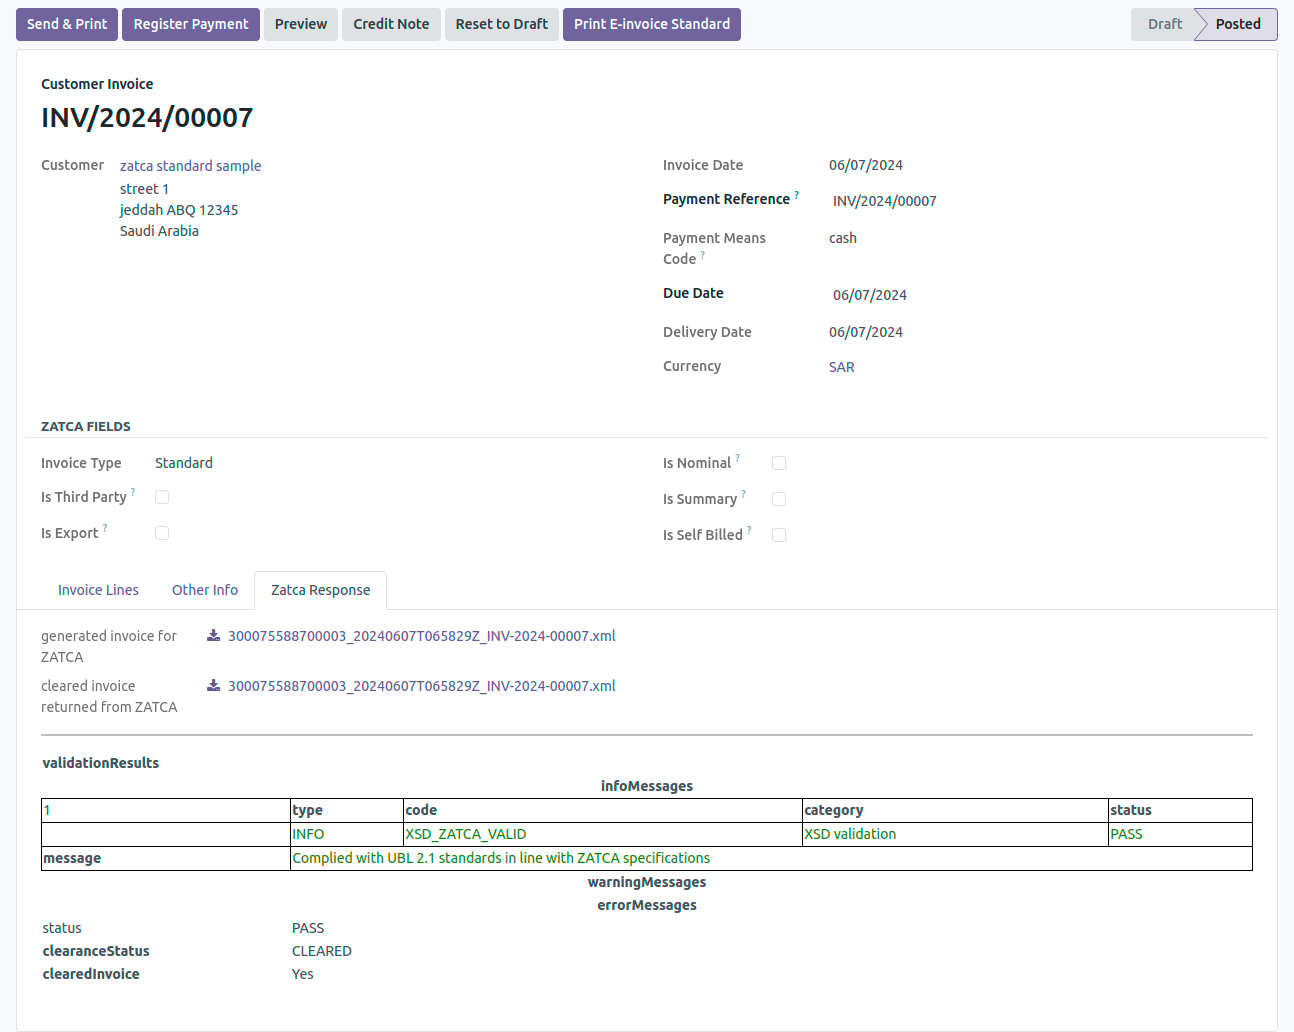 Send & Print Register Payment Preview Credit Note Reset to Draft Print E-invoice Standard Draft Posted
Customer Invoice
INV/2024/00007
Customer zatca standard sample
street 1
jeddah ABQ 12345
Saudi Arabia
Invoice Date 06/07/2024
Payment Reference ? INV/2024/00007
Payment Means cash
Code ?
Due Date 06/07/2024
Delivery Date 06/07/2024
Currency SAR
ZATCA FIELDS
Invoice Type Standard
Is Third Party ?
Is Export ?
Is Nominal ?
Is Summary ?
Is Self Billed ?
Invoice Lines Other Info Zatca Response
generated invoice for 300075588700003_20240607T065829Z_INV-2024-00007.xml
ZATCA
cleared invoice 300075588700003_20240607T065829Z_INV-2024-00007.xml
returned from ZATCA
validationResults
infoMessages
1 type code category status
INFO XSD_ZATCA_VALID XSD validation PASS
message Complied with UBL 2.1 standards in line with ZATCA specifications
warningMessages
errorMessages
status PASS
clearanceStatus CLEARED
clearedInvoice Yes